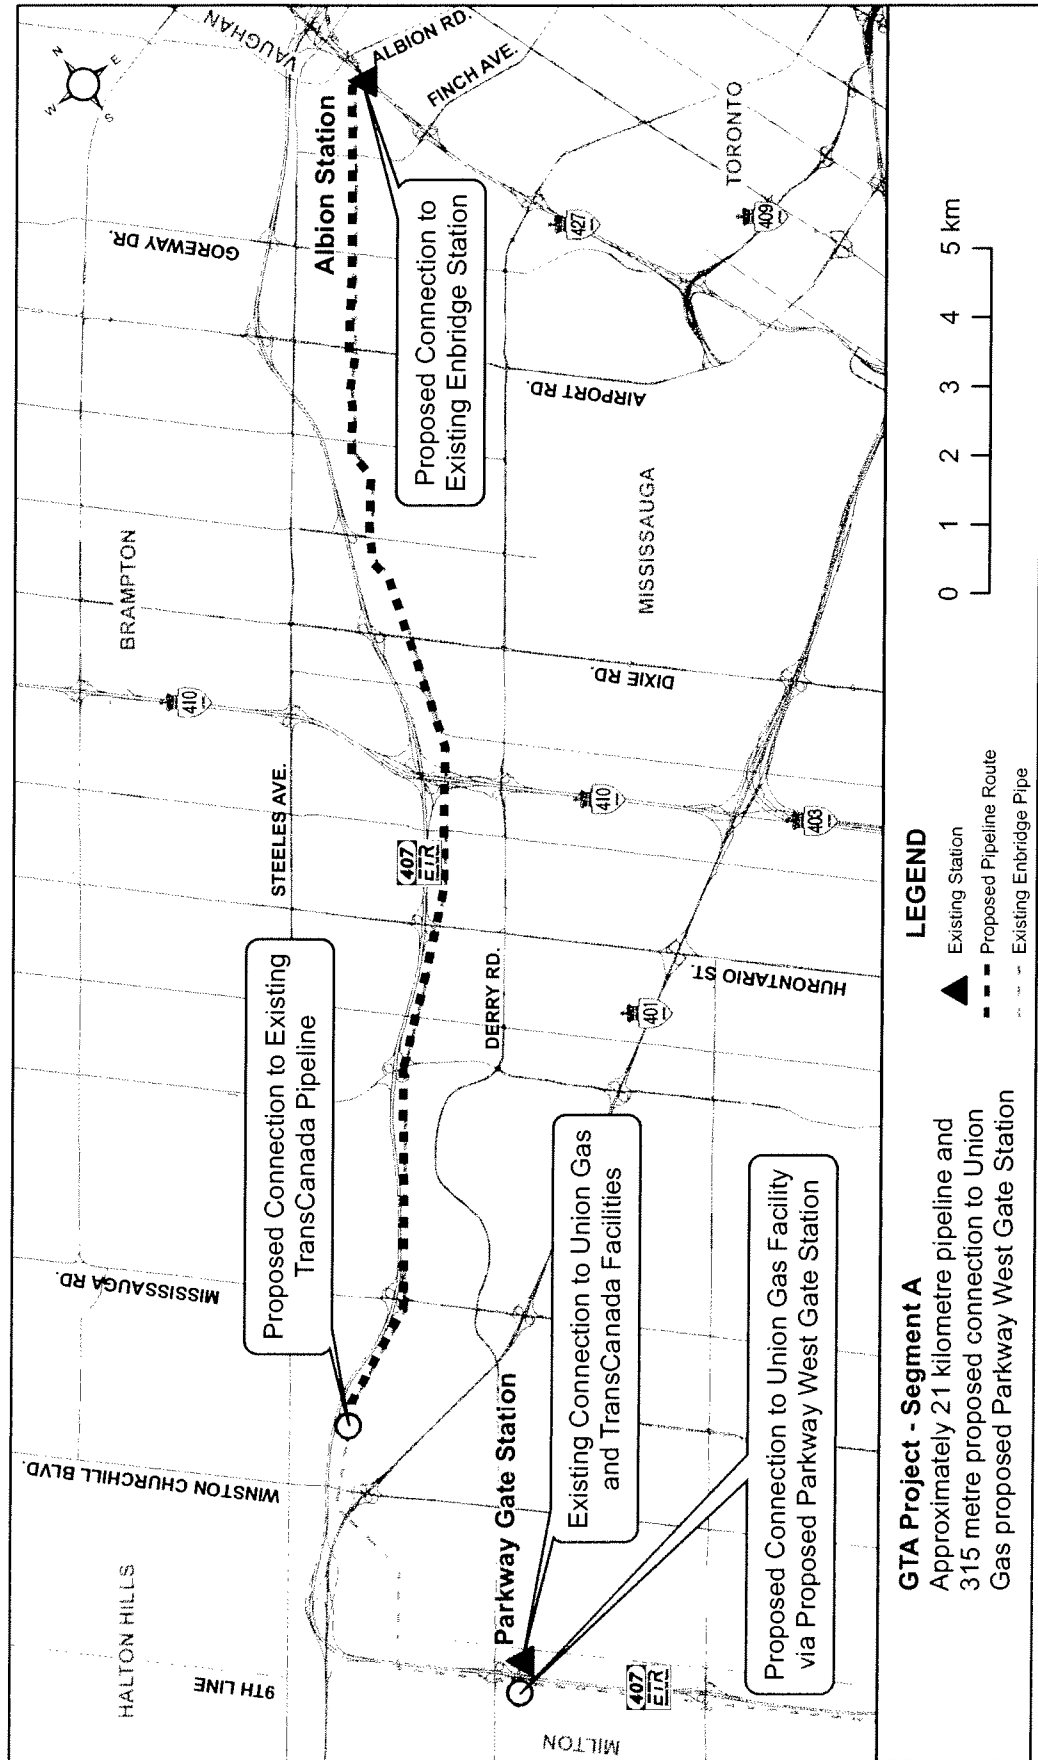 N
E
S
W
VAUGHAN
ALBION RD.
FINCH AVE.
Albion Station
GOREWAY DR.
Proposed Connection to
Existing Enbridge Station
427
409
TORONTO
AIRPORT RD.
BRAMPTON
MISSISSAUGA
DIXIE RD.
410
STEELES AVE.
407
ETR
410
403
Proposed Connection to Existing
TransCanada Pipeline
DERRY RD.
HURONTARIO ST.
401
MISSISSAUGA RD.
Existing Connection to Union Gas
and TransCanada Facilities
WINSTON CHURCHILL BLVD.
Parkway Gate Station
Proposed Connection to Union Gas Facility
via Proposed Parkway West Gate Station
HALTON HILLS
9TH LINE
407
ETR
MILTON
GTA Project - Segment A
Approximately 21 kilometre pipeline and
315 metre proposed connection to Union
Gas proposed Parkway West Gate Station
LEGEND
Existing Station
Proposed Pipeline Route
Existing Enbridge Pipe
0 1 2 3 4 5 km